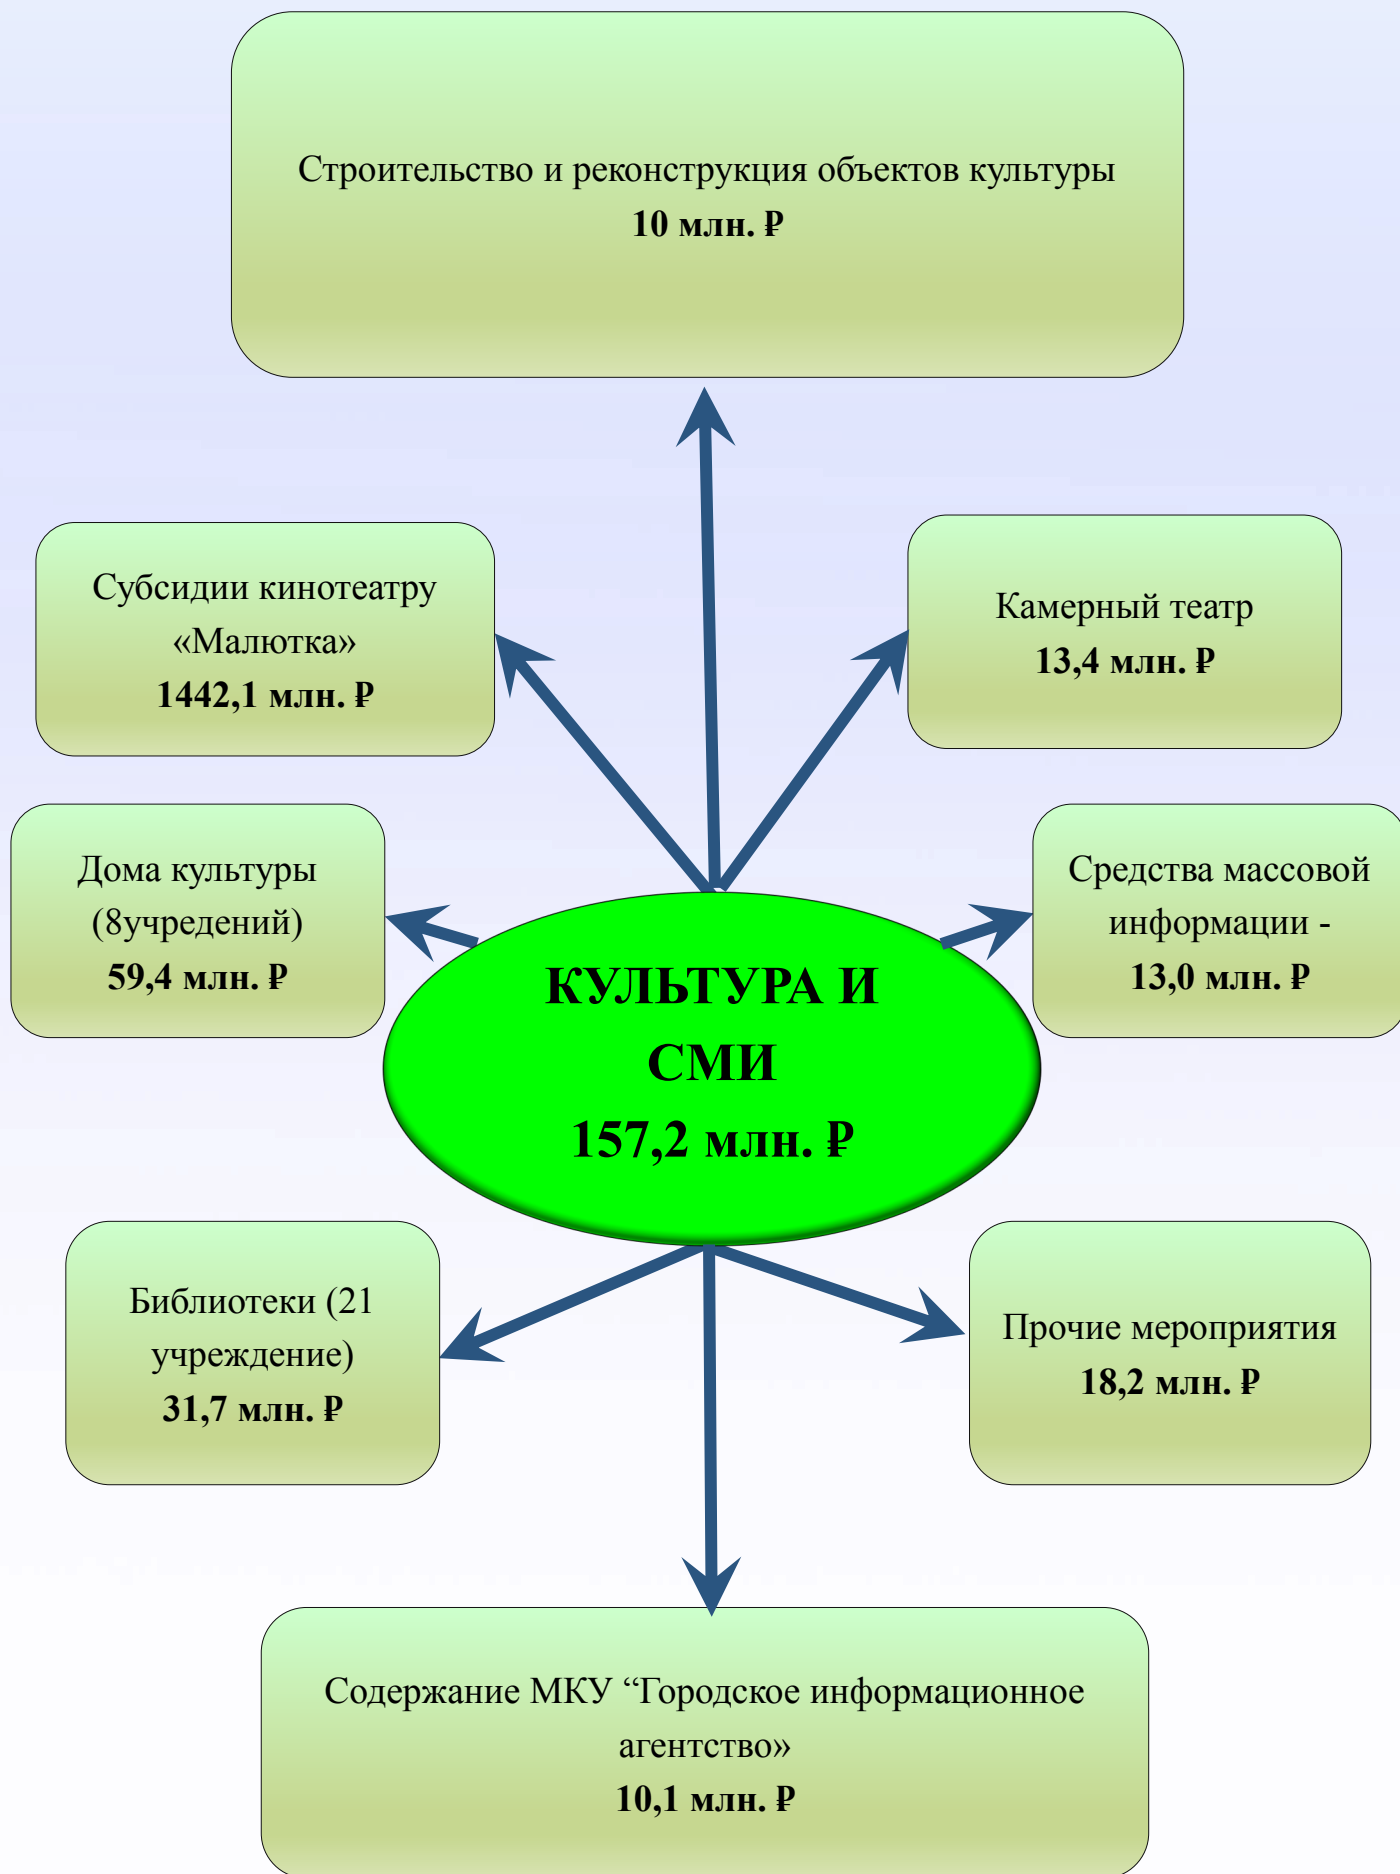 Строительство и реконструкция объектов культуры
10 млн. ₽
Субсидии кинотеатру
«Малютка»
1442,1 млн. ₽
Камерный театр
13,4 млн. ₽
Дома культуры
(8учредений)
59,4 млн. ₽
Средства массовой
информации -
13,0 млн. ₽
КУЛЬТУРА И
СМИ
157,2 млн. ₽
Библиотеки (21
учреждение)
31,7 млн. ₽
Прочие мероприятия
18,2 млн. ₽
Содержание МКУ “Городское информационное
агентство»
10,1 млн. ₽